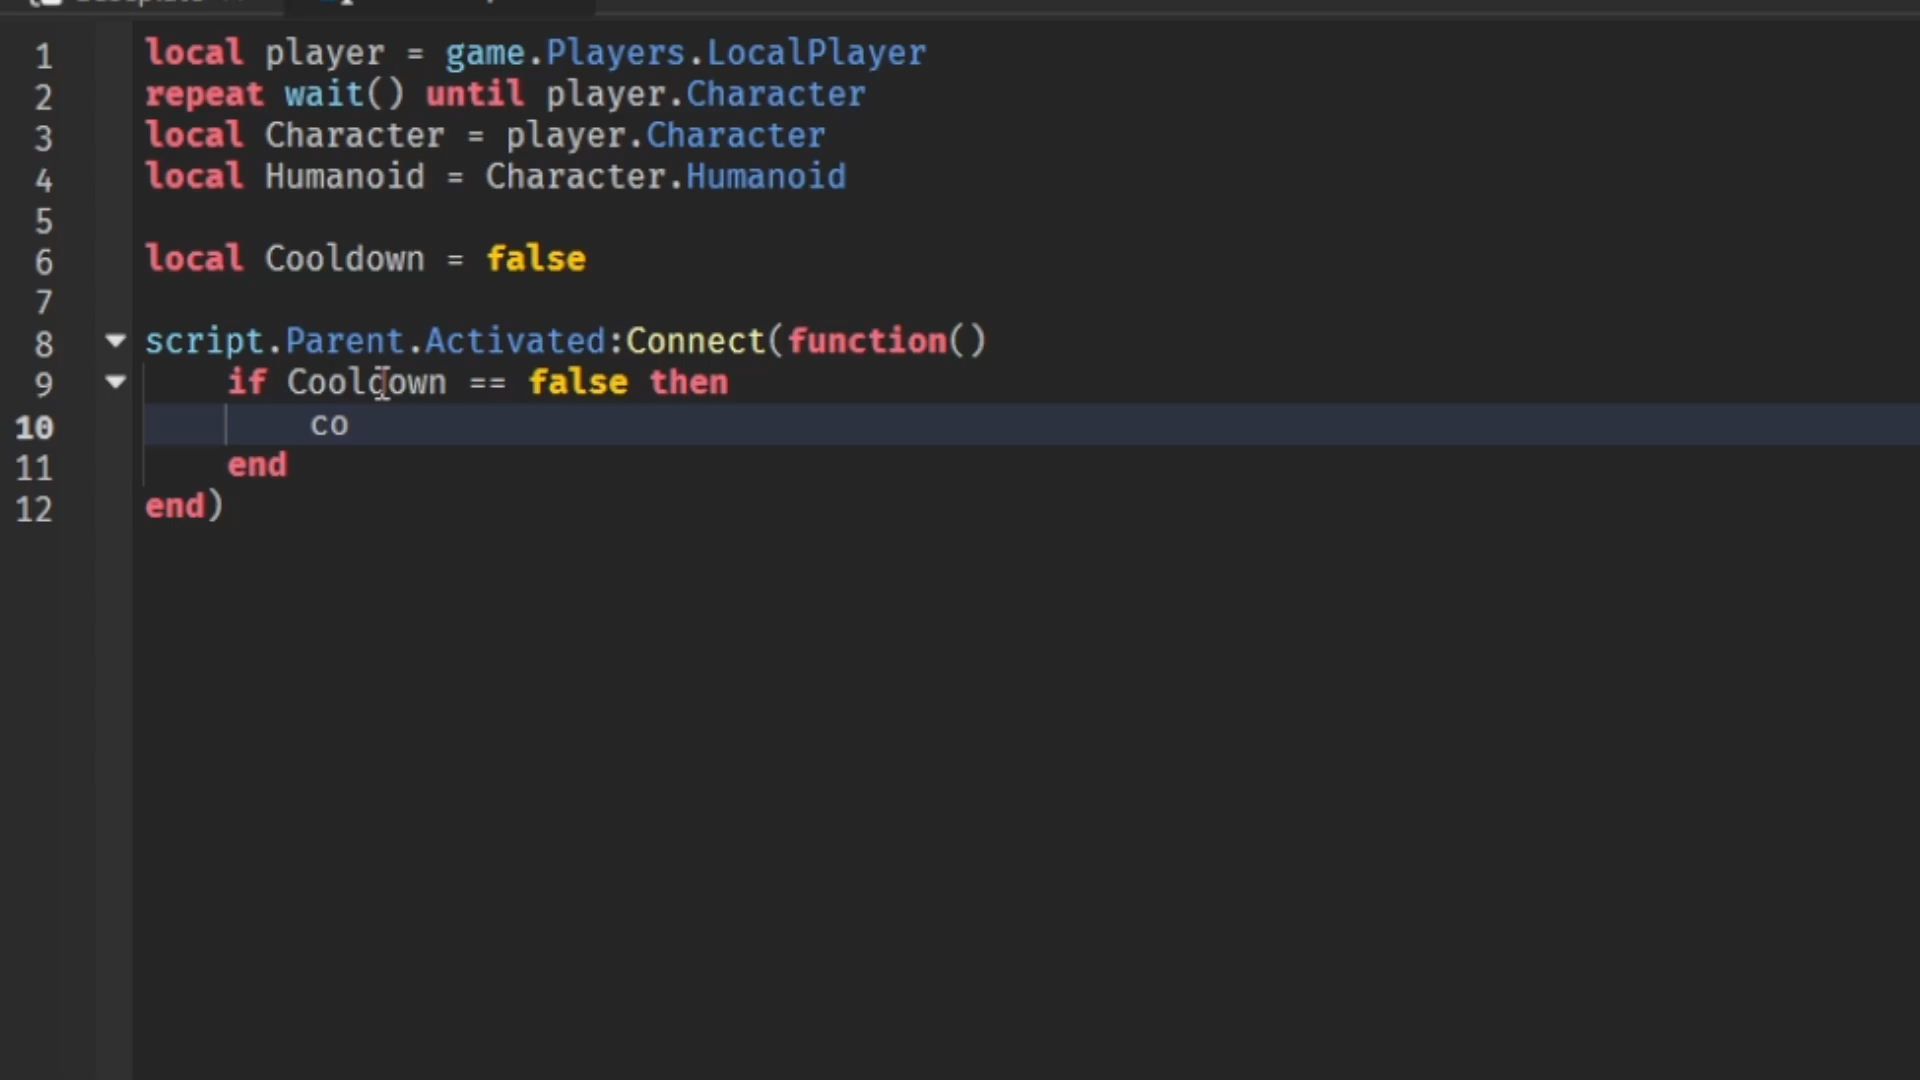 1 local player = game.Players.LocalPlayer
2 repeat wait() until player.Character
3 local Character = player.Character
4 local Humanoid = Character.Humanoid
5
6 local Cooldown = false
7
8 script.Parent.Activated:Connect(function()
9 if Cooldown == false then
10 co
11 end
12 end)